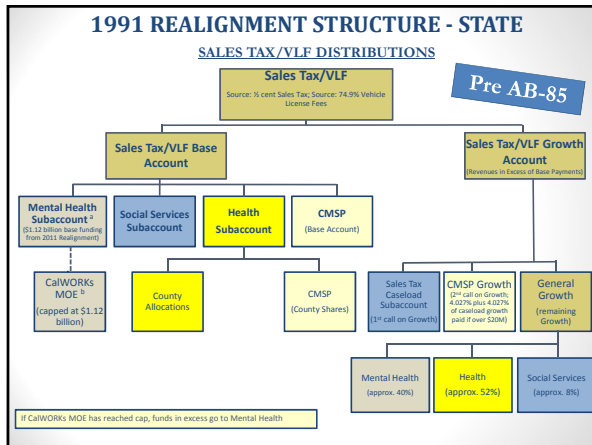 1991 REALIGNMENT STRUCTURE - STATE
SALES TAX/VLF DISTRIBUTIONS
Sales Tax/VLF
Source: ½ cent Sales Tax; Source: 74.9% Vehicle
License Fees
Pre AB-85
Sales Tax/VLF Base
Account
Sales Tax/VLF Growth
Account
(Revenues in Excess of Base Payments)
Mental Health
Subaccount a
($1.12 billion base funding
from 2011 Realignment)
Social Services
Subaccount
Health
Subaccount
CMSP
(Base Account)
CalWORKs
MOE b
(capped at $1.12
billion)
County
Allocations
CMSP
(County Shares)
Sales Tax
Caseload
Subaccount
(1st call on Growth)
CMSP Growth
(2nd call on Growth;
4.027% plus 4.027%
of caseload growth
paid if over $20M)
General
Growth
(remaining
Growth)
Mental Health
(approx. 40%)
Health
(approx. 52%)
Social Services
(approx. 8%)
If CalWORKs MOE has reached cap, funds in excess go to Mental Health